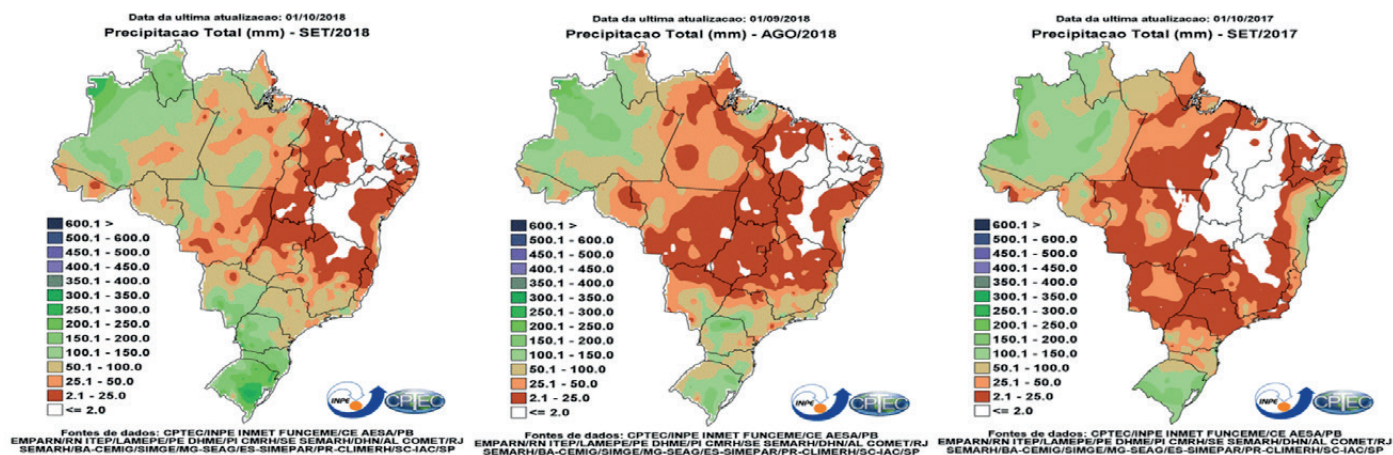 Data da ultima atualizacao: 01/10/2018
Precipitacao Total (mm) - SET/2018
600.1 >
500.1 - 600.0
450.1 - 500.0
400.1 - 450.0
350.1 - 400.0
300.1 - 350.0
250.1 - 300.0
200.1 - 250.0
150.1 - 200.0
100.1 - 150.0
50.1 - 100.0
25.1 - 50.0
2.1 - 25.0
<= 2.0
INPE
CPTEC
Fontes de dados: CPTEC/INPE INMET FUNCEME/CE AESA/PB
EMPARN/RN ITEP/LAMEPE/PE DHME/PI CMRH/SE SEMARH/DHN/AL COMET/RJ
SEMARH/BA-CEMIG/SIMGE/MG-SEAG/ES-SIMEPAR/PR-CLIMERH/SC-IAC/SP
Data da ultima atualizacao: 01/09/2018
Precipitacao Total (mm) - AGO/2018
600.1 >
500.1 - 600.0
450.1 - 500.0
400.1 - 450.0
350.1 - 400.0
300.1 - 350.0
250.1 - 300.0
200.1 - 250.0
150.1 - 200.0
100.1 - 150.0
50.1 - 100.0
25.1 - 50.0
2.1 - 25.0
<= 2.0
INPE
CPTEC
Fontes de dados: CPTEC/INPE INMET FUNCEME/CE AESA/PB
EMPARN/RN ITEP/LAMEPE/PE DHME/PI CMRH/SE SEMARH/DHN/AL COMET/RJ
SEMARH/BA-CEMIG/SIMGE/MG-SEAG/ES-SIMEPAR/PR-CLIMERH/SC-IAC/SP
Data da ultima atualizacao: 01/10/2017
Precipitacao Total (mm) - SET/2017
600.1 >
500.1 - 600.0
450.1 - 500.0
400.1 - 450.0
350.1 - 400.0
300.1 - 350.0
250.1 - 300.0
200.1 - 250.0
150.1 - 200.0
100.1 - 150.0
50.1 - 100.0
25.1 - 50.0
2.1 - 25.0
<= 2.0
INPE
CPTEC
Fontes de dados: CPTEC/INPE INMET FUNCEME/CE AESA/PB
EMPARN/RN ITEP/LAMEPE/PE DHME/PI CMRH/SE SEMARH/DHN/AL COMET/RJ
SEMARH/BA-CEMIG/SIMGE/MG-SEAG/ES-SIMEPAR/PR-CLIMERH/SC-IAC/SP